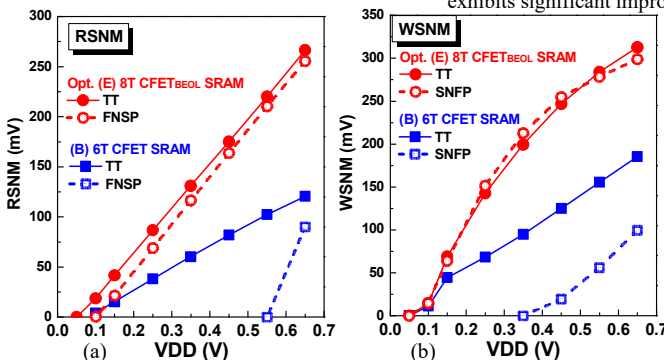 exhibits significant impro
RSNM
Opt. (E) 8T CFETBEOL SRAM
TT
FNSP
(B) 6T CFET SRAM
TT
FNSP
RSNM (mV)
300
250
200
150
100
50
0
0.0 0.1 0.2 0.3 0.4 0.5 0.6 0.7
(a) VDD (V)
WSNM
Opt. (E) 8T CFETBEOL SRAM
TT
SNFP
(B) 6T CFET SRAM
TT
SNFP
WSNM (mV)
350
300
250
200
150
100
50
0
0.0 0.1 0.2 0.3 0.4 0.5 0.6 0.7
(b) VDD (V)